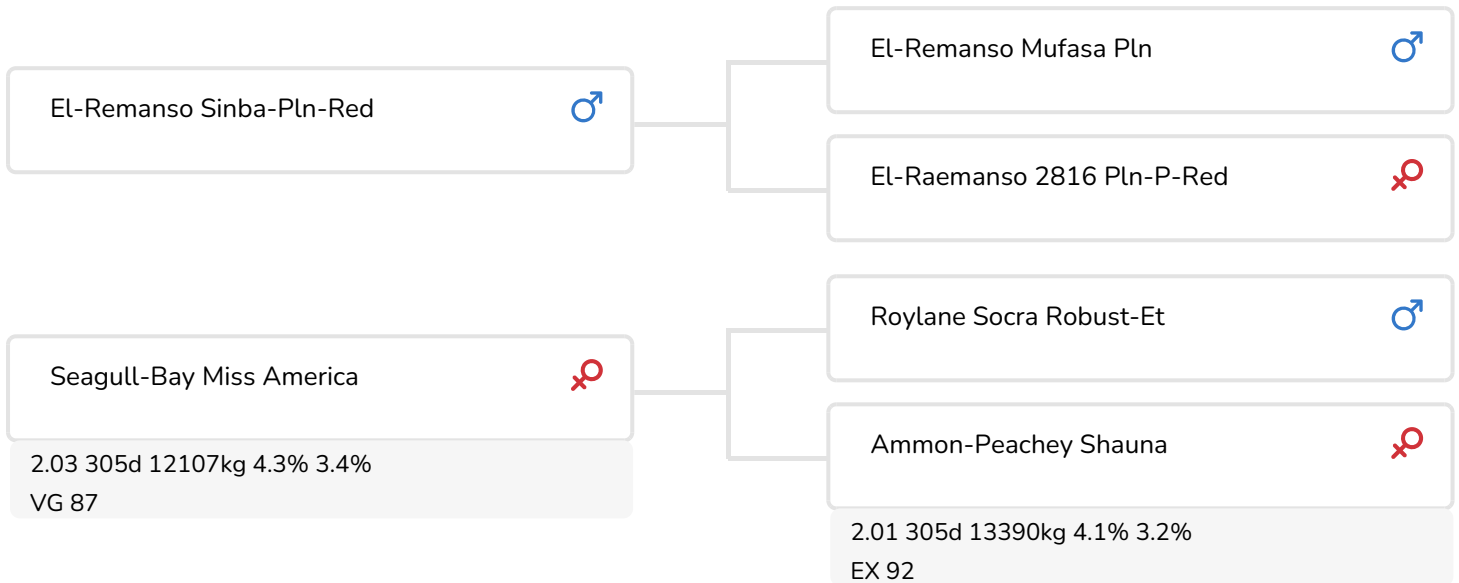 El-Remanso Sinba-Pln-Red
El-Remanso Mufasa Pln
El-Raemanso 2816 Pln-P-Red
Seagull-Bay Miss America
2.03 305d 12107kg 4.3% 3.4%
VG 87
Roylane Socra Robust-Et
Ammon-Peachey Shauna
2.01 305d 13390kg 4.1% 3.2%
EX 92